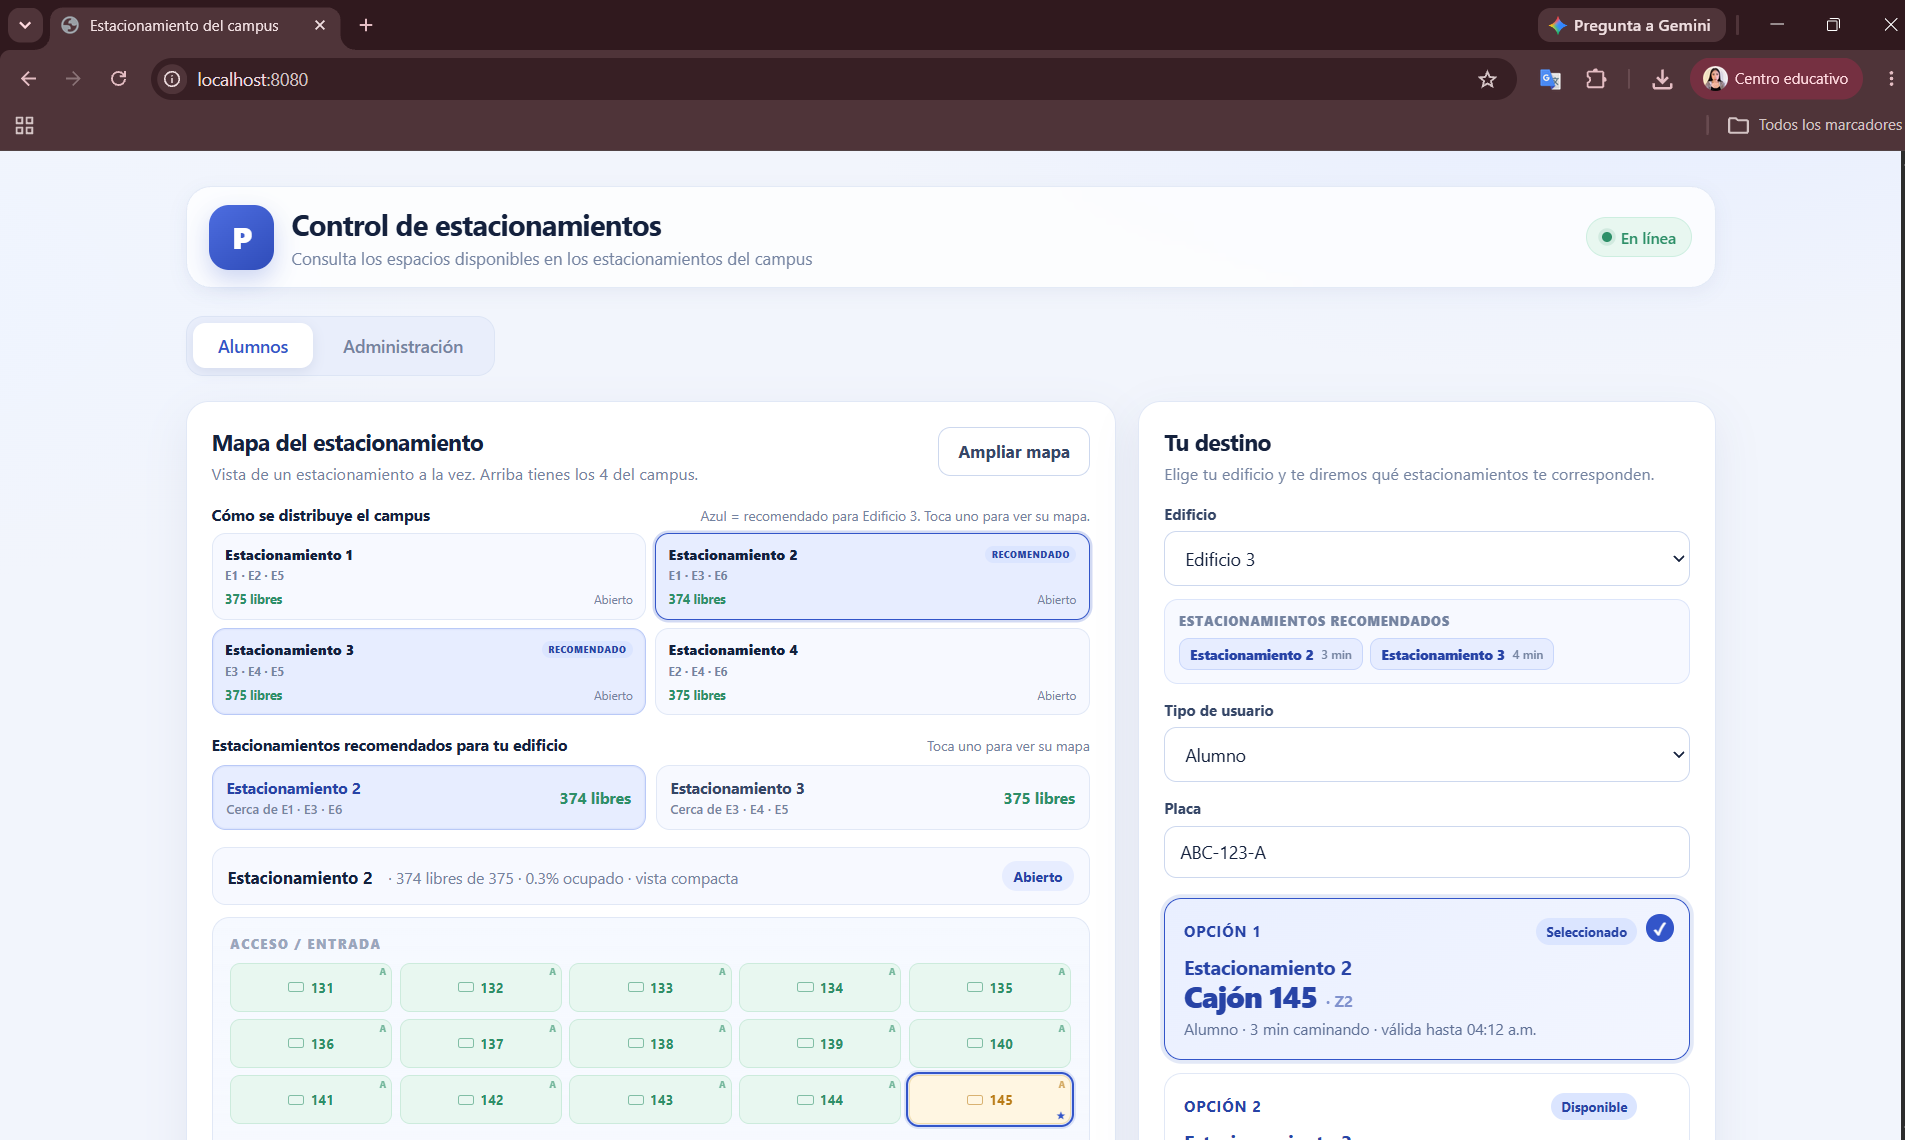 Estacionamiento del campus
Pregunta a Gemini
localhost:8080
Centro educativo
Todos los marcadores
P
Control de estacionamientos
Consulta los espacios disponibles en los estacionamientos del campus
En línea
Alumnos
Administración
Mapa del estacionamiento
Vista de un estacionamiento a la vez. Arriba tienes los 4 del campus.
Ampliar mapa
Cómo se distribuye el campus
Azul = recomendado para Edificio 3. Toca uno para ver su mapa.
Estacionamiento 1
E1 · E2 · E5
375 libres
Abierto
Estacionamiento 2
RECOMENDADO
E1 · E3 · E6
374 libres
Abierto
Estacionamiento 3
RECOMENDADO
E3 · E4 · E5
375 libres
Abierto
Estacionamiento 4
E2 · E4 · E6
375 libres
Abierto
Estacionamientos recomendados para tu edificio
Toca uno para ver su mapa
Estacionamiento 2
Cerca de E1 · E3 · E6
374 libres
Estacionamiento 3
Cerca de E3 · E4 · E5
375 libres
Estacionamiento 2 · 374 libres de 375 · 0.3% ocupado · vista compacta
Abierto
ACCESO / ENTRADA
131 A
132 A
133 A
134 A
135 A
136 A
137 A
138 A
139 A
140 A
141 A
142 A
143 A
144 A
145 A
Tu destino
Elige tu edificio y te diremos qué estacionamientos te corresponden.
Edificio
Edificio 3
ESTACIONAMIENTOS RECOMENDADOS
Estacionamiento 2 3 min
Estacionamiento 3 4 min
Tipo de usuario
Alumno
Placa
ABC-123-A
OPCIÓN 1
Seleccionado
Estacionamiento 2
Cajón 145 · Z2
Alumno · 3 min caminando · válida hasta 04:12 a.m.
OPCIÓN 2
Disponible